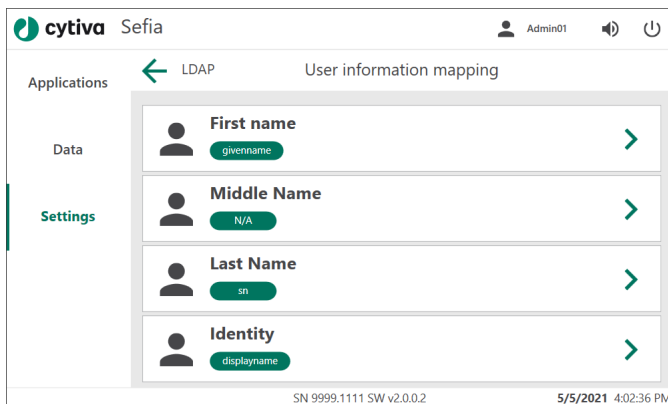 cytiva Sefia Admin01
Applications
Data
Settings
LDAP User information mapping
First name
givenname
Middle Name
N/A
Last Name
sn
Identity
displayname
SN 9999.1111 SW v2.0.0.2 5/5/2021 4:02:36 PM